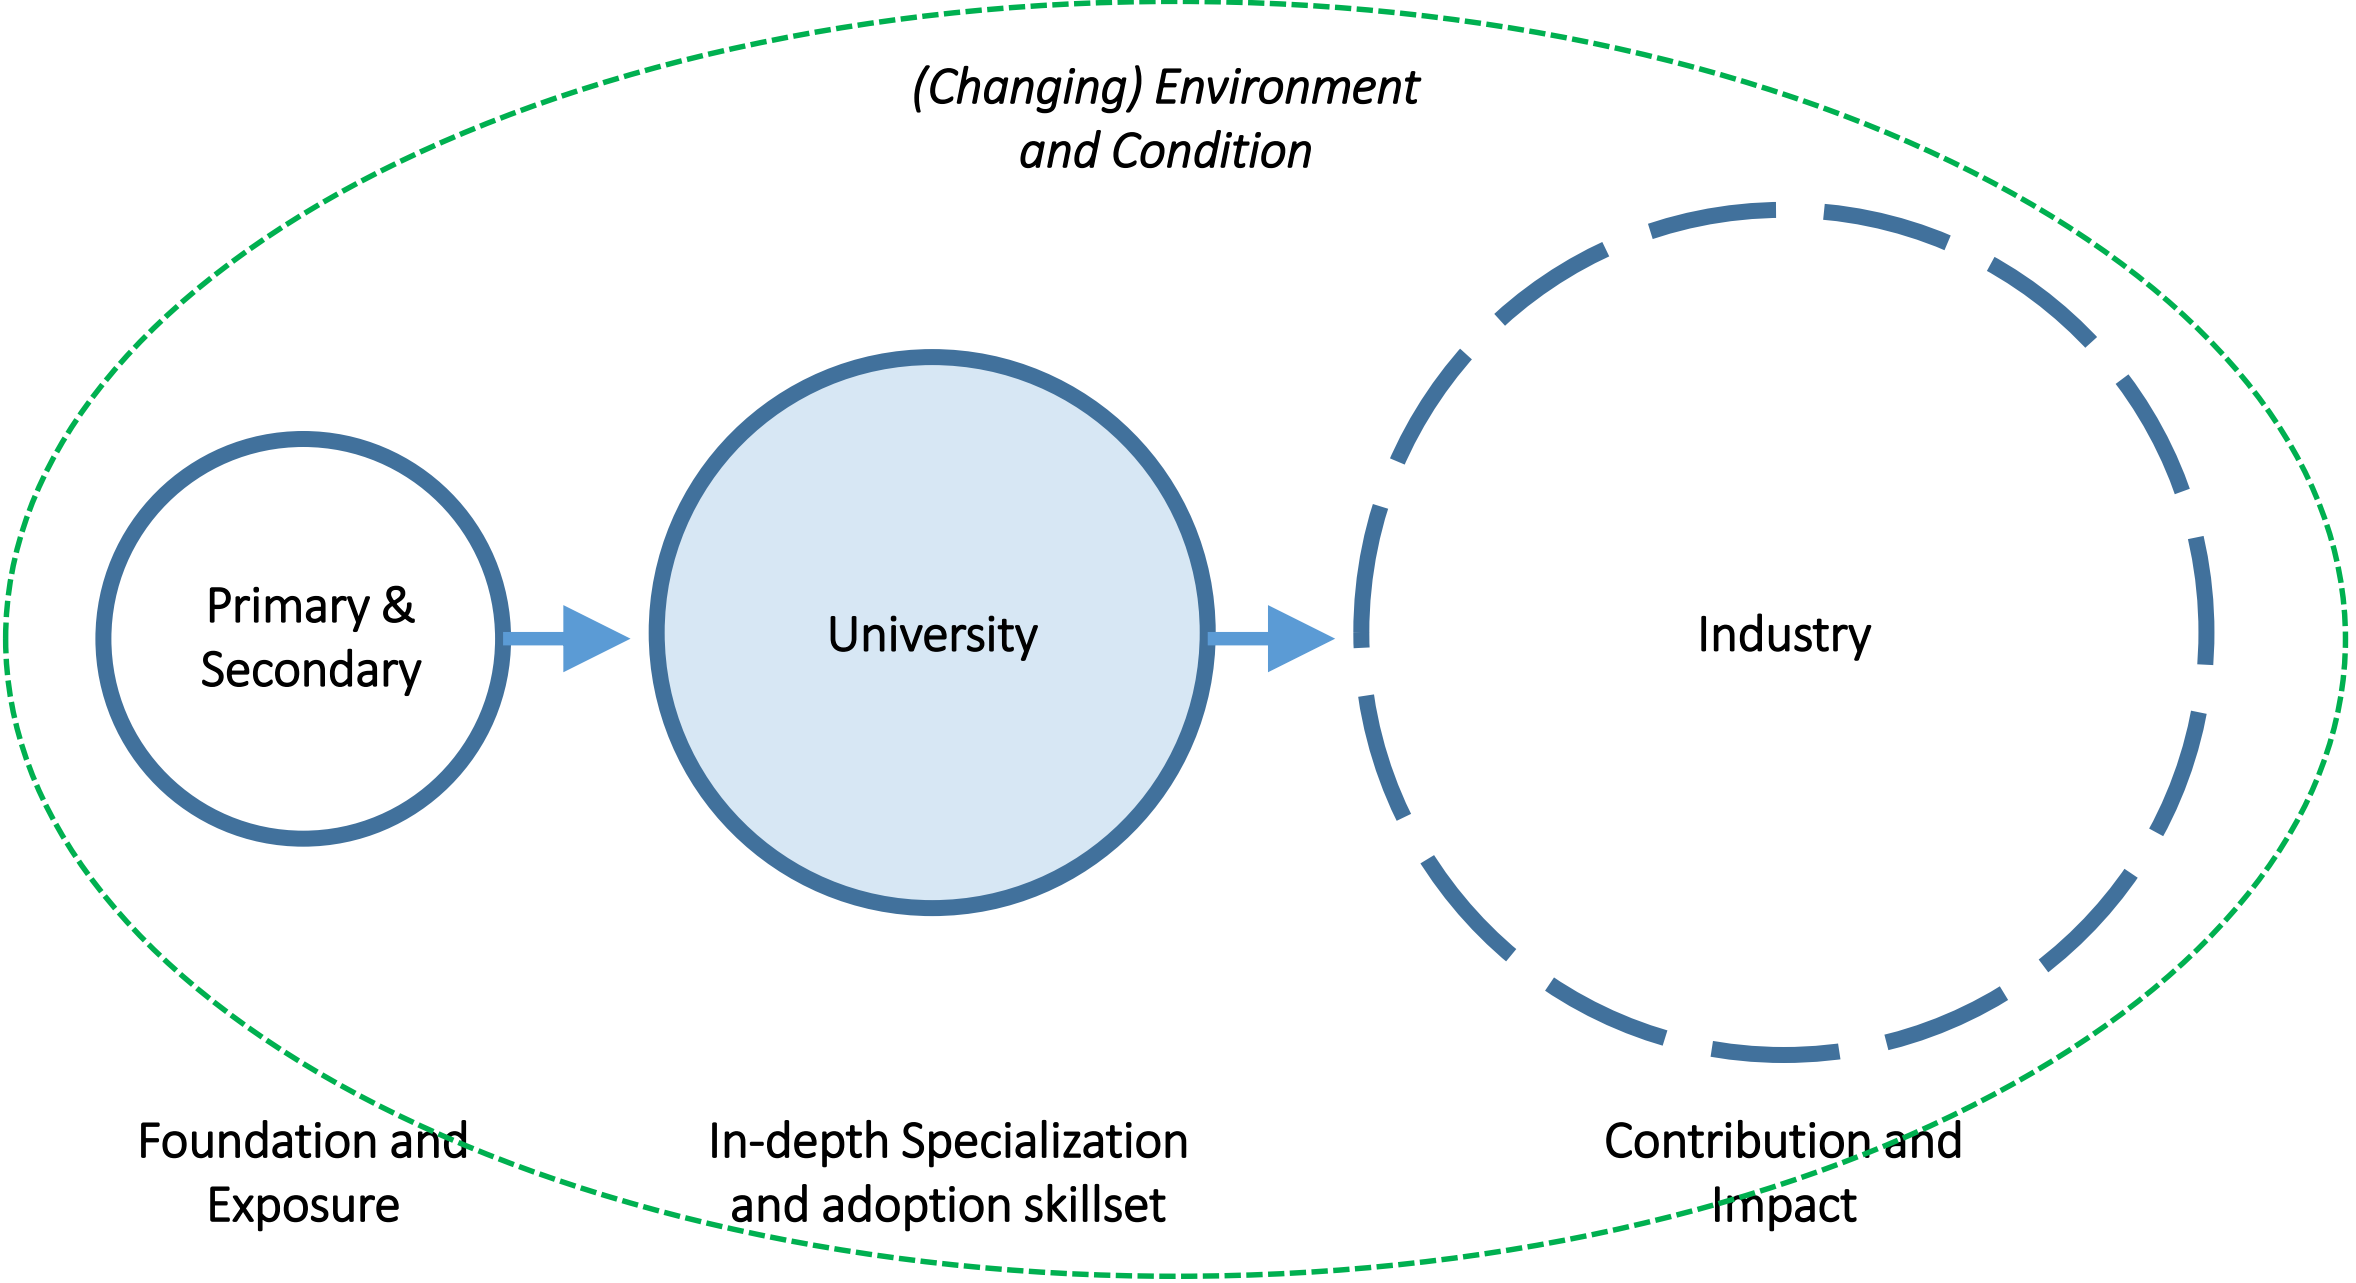 (Changing) Environment
and Condition
Primary &
Secondary
University
Industry
Foundation and
Exposure
In-depth Specialization
and adoption skillset
Contribution and
Impact